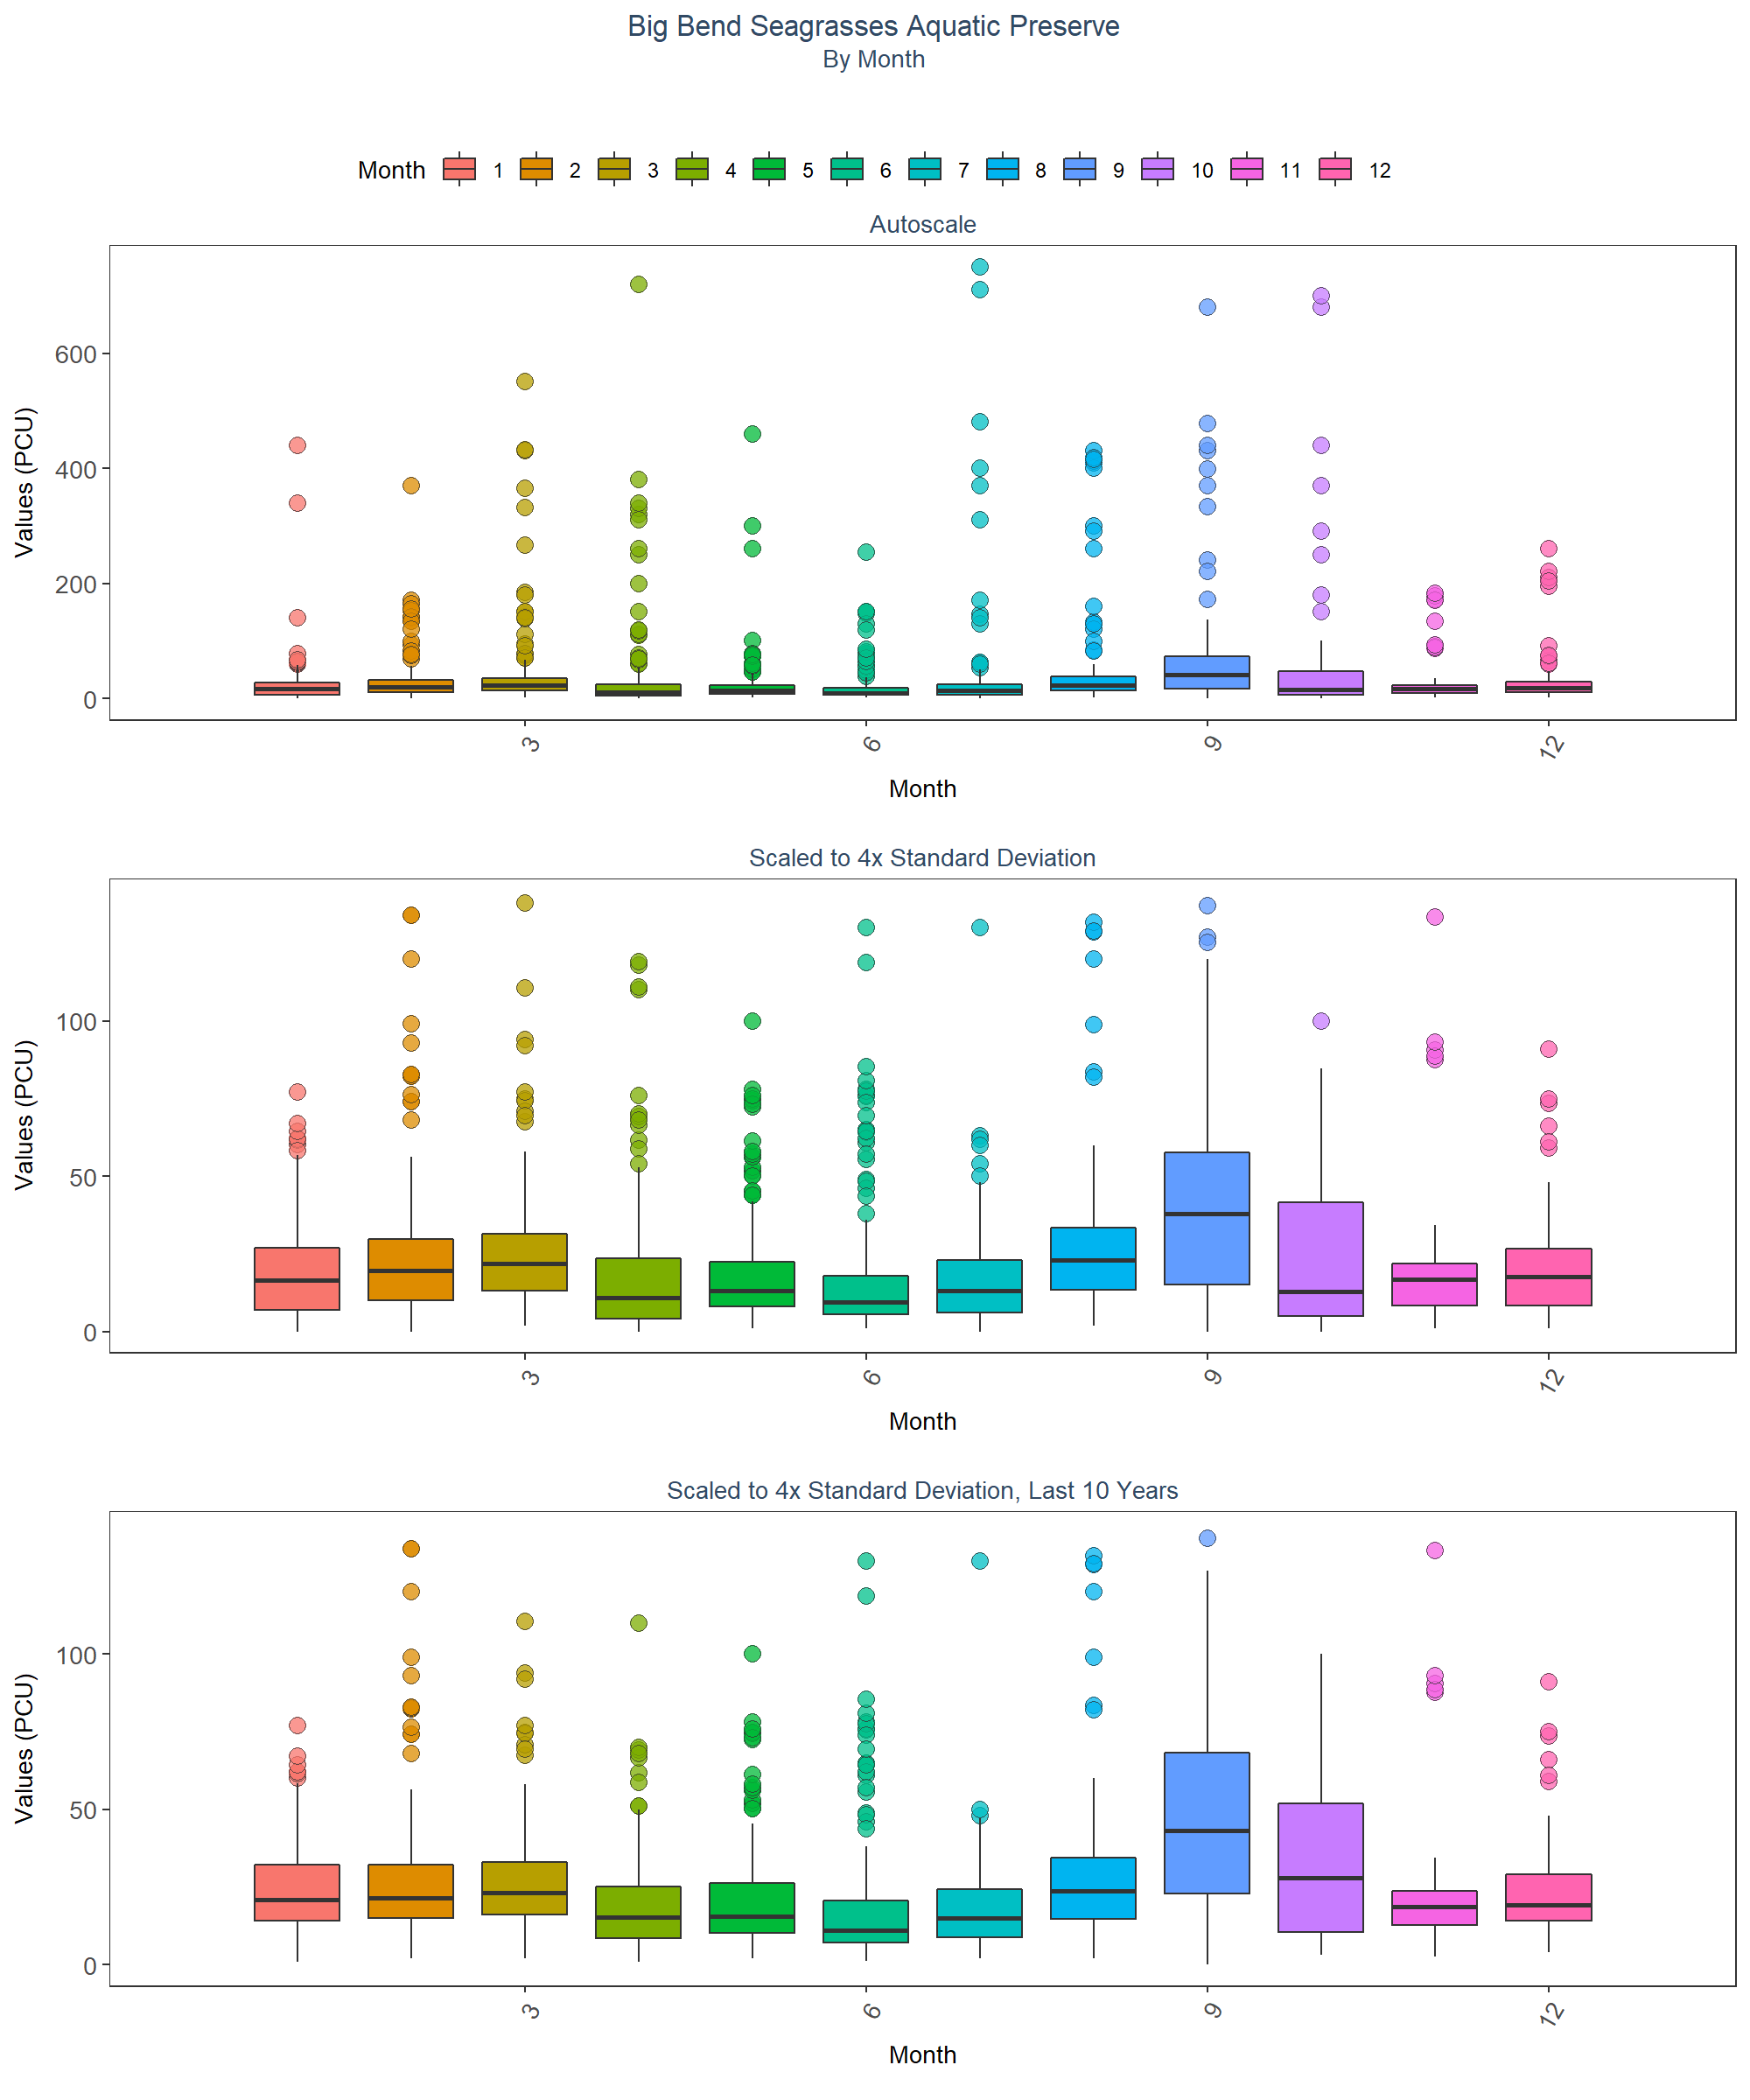 Big Bend Seagrasses Aquatic Preserve
By Month
Month 1 2 3 4 5 6 7 8 9 10 11 12
Autoscale
Values (PCU)
600
400
200
0
3 6 9 12
Month
Scaled to 4x Standard Deviation
Values (PCU)
100
50
0
3 6 9 12
Month
Scaled to 4x Standard Deviation, Last 10 Years
Values (PCU)
100
50
0
3 6 9 12
Month